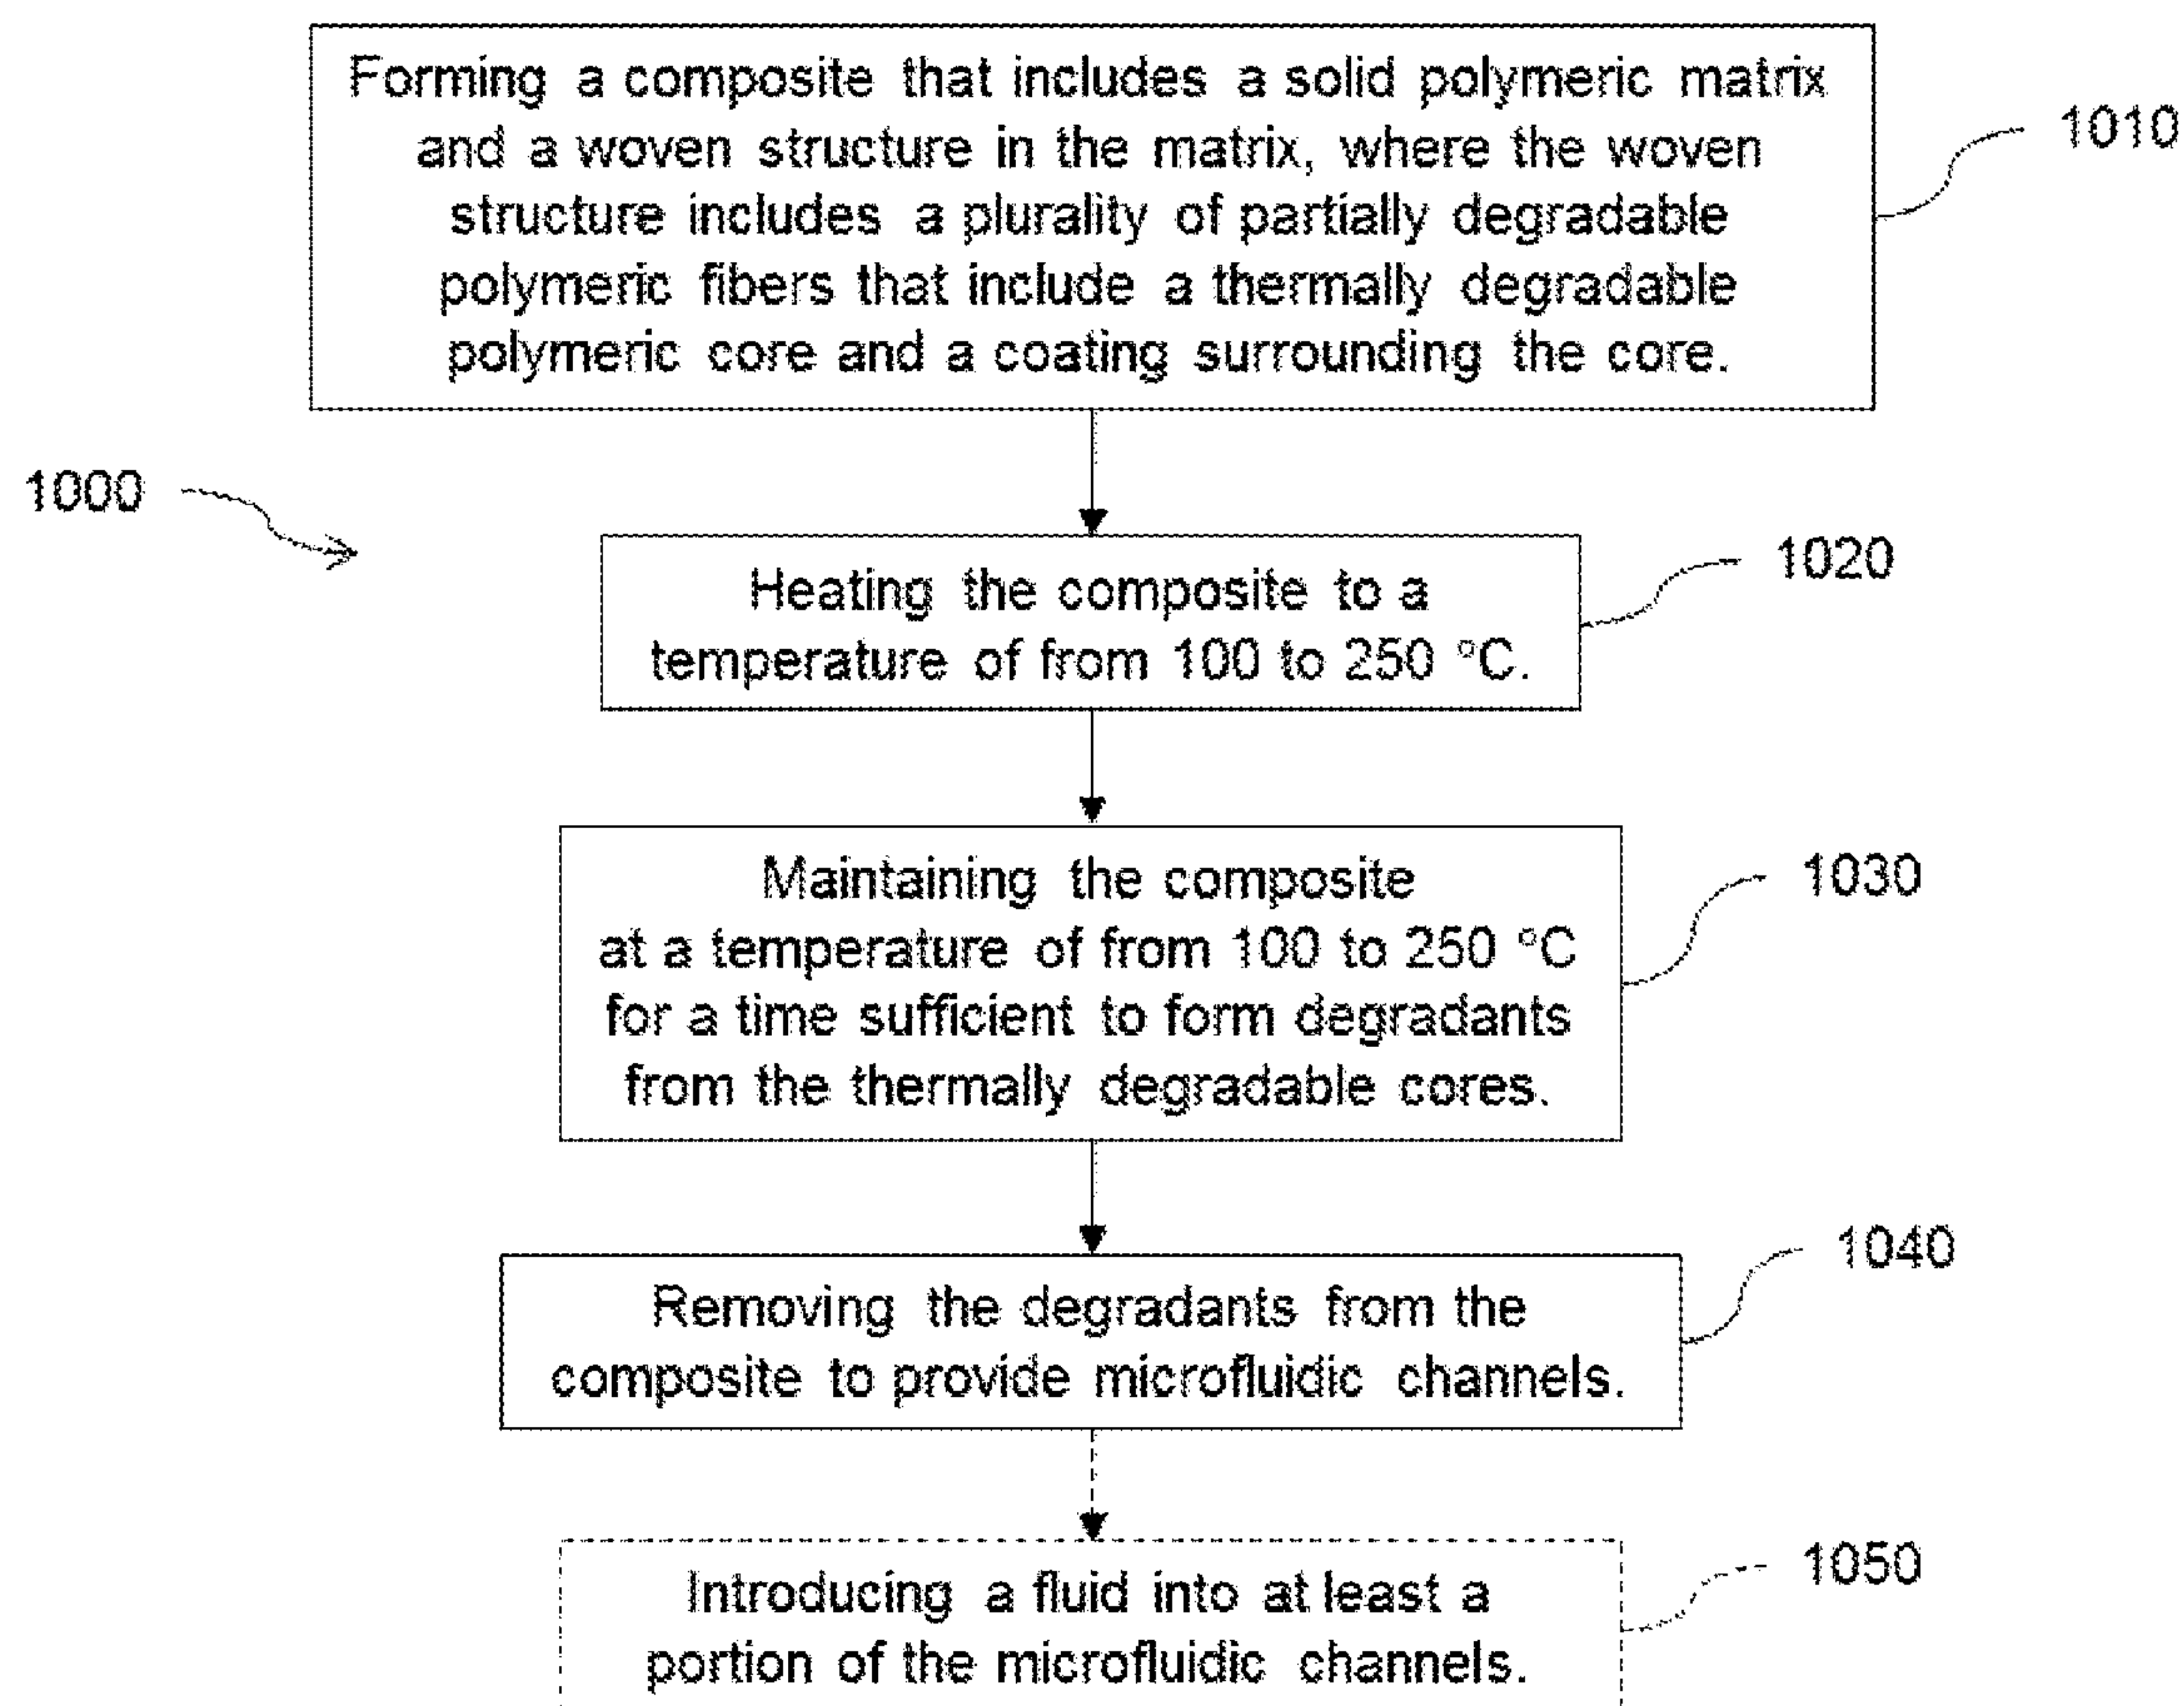 Forming a composite that includes a solid polymeric matrix
and a woven structure in the matrix, where the woven
structure includes a plurality of partially degradable
polymeric fibers that include a thermally degradable
polymeric core and a coating surrounding the core.
1010
1000
Heating the composite to a
temperature of from 100 to 250 °C.
1020
Maintaining the composite
at a temperature of from 100 to 250 °C
for a time sufficient to form degradants
from the thermally degradable cores.
1030
Removing the degradants from the
composite to provide microfluidic channels.
1040
Introducing a fluid into at least a
portion of the microfluidic channels.
1050